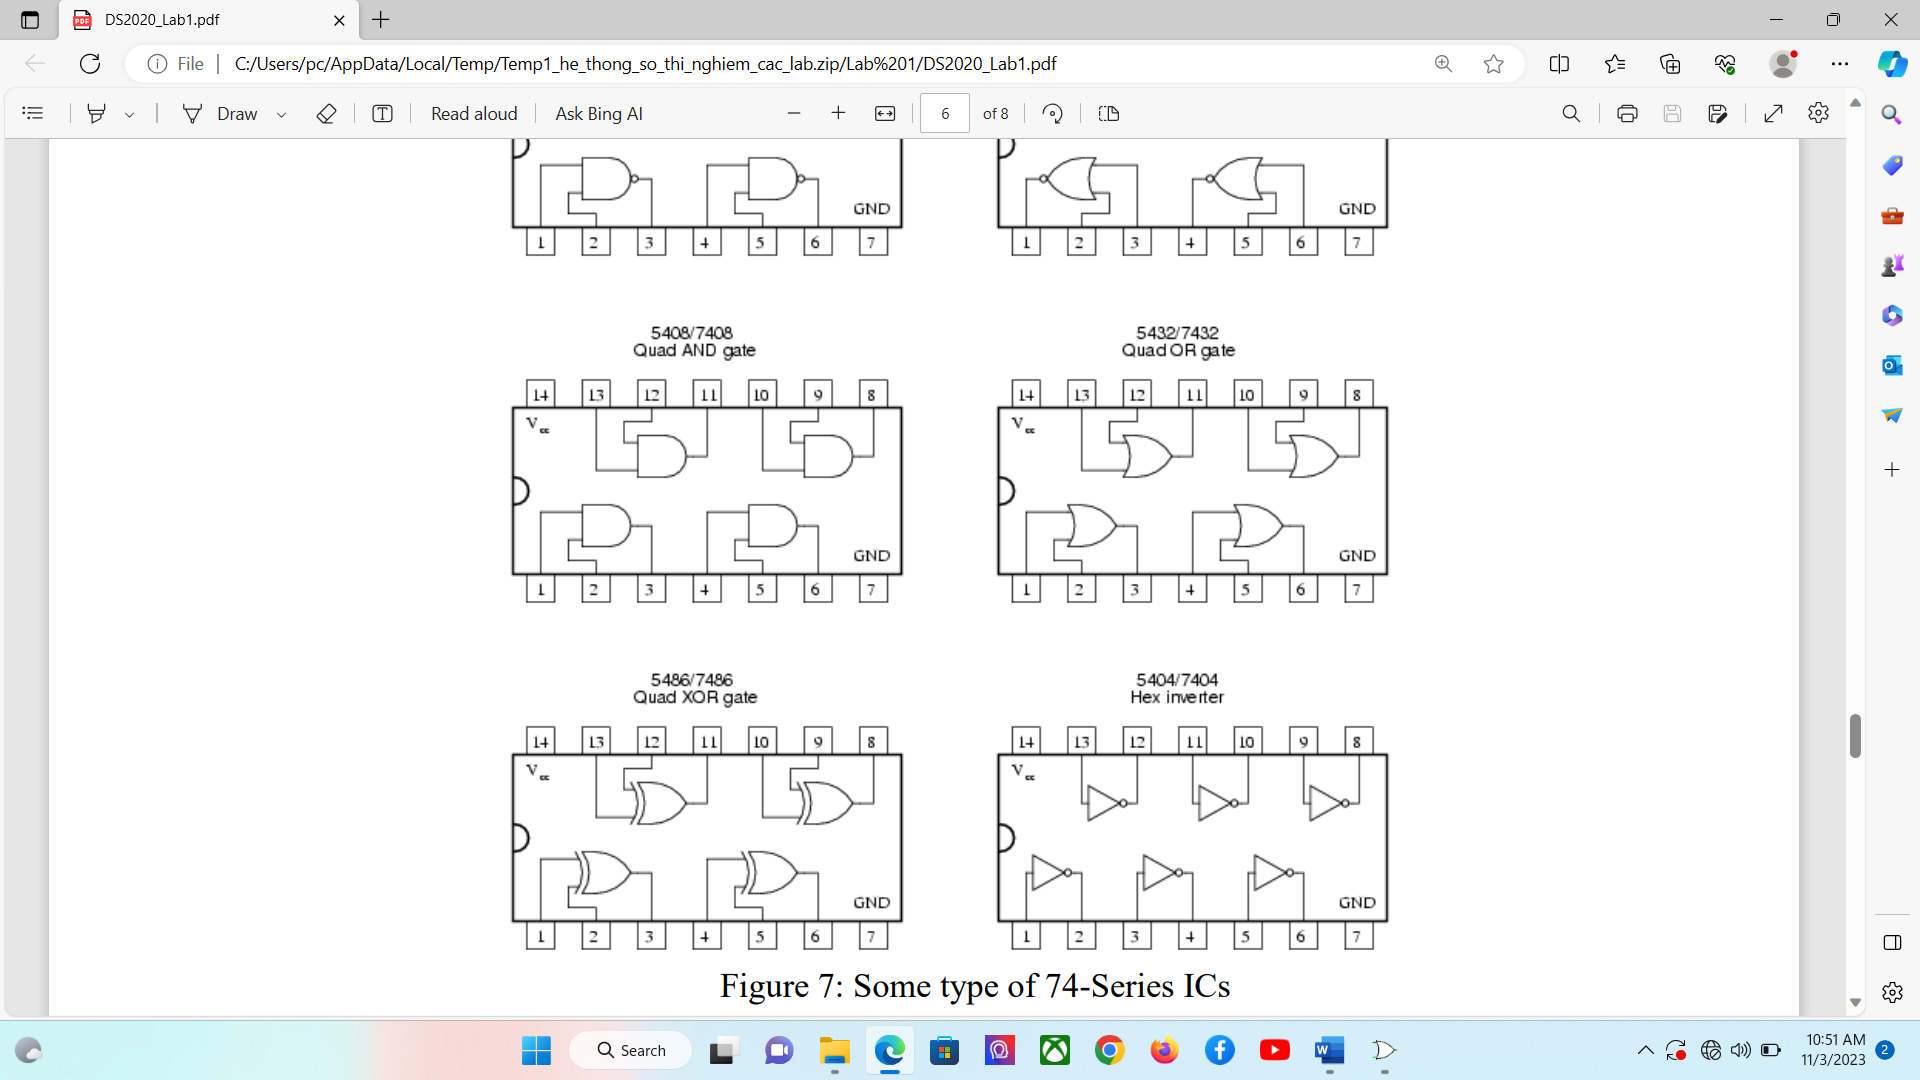 DS2020_Lab1.pdf
File
C:/Users/pc/AppData/Local/Temp/Temp1_he_thong_so_thi_nghiem_cac_lab.zip/Lab%201/DS2020_Lab1.pdf
Draw
Read aloud
Ask Bing AI
6 of 8
GND
1 2 3 4 5 6 7
GND
1 2 3 4 5 6 7
5408/7408
Quad AND gate
14 13 12 11 10 9 8
Vcc
GND
1 2 3 4 5 6 7
5432/7432
Quad OR gate
14 13 12 11 10 9 8
Vcc
GND
1 2 3 4 5 6 7
5486/7486
Quad XOR gate
14 13 12 11 10 9 8
Vcc
GND
1 2 3 4 5 6 7
5404/7404
Hex inverter
14 13 12 11 10 9 8
Vcc
GND
1 2 3 4 5 6 7
Figure 7: Some type of 74-Series ICs
Search
10:51 AM
11/3/2023
2